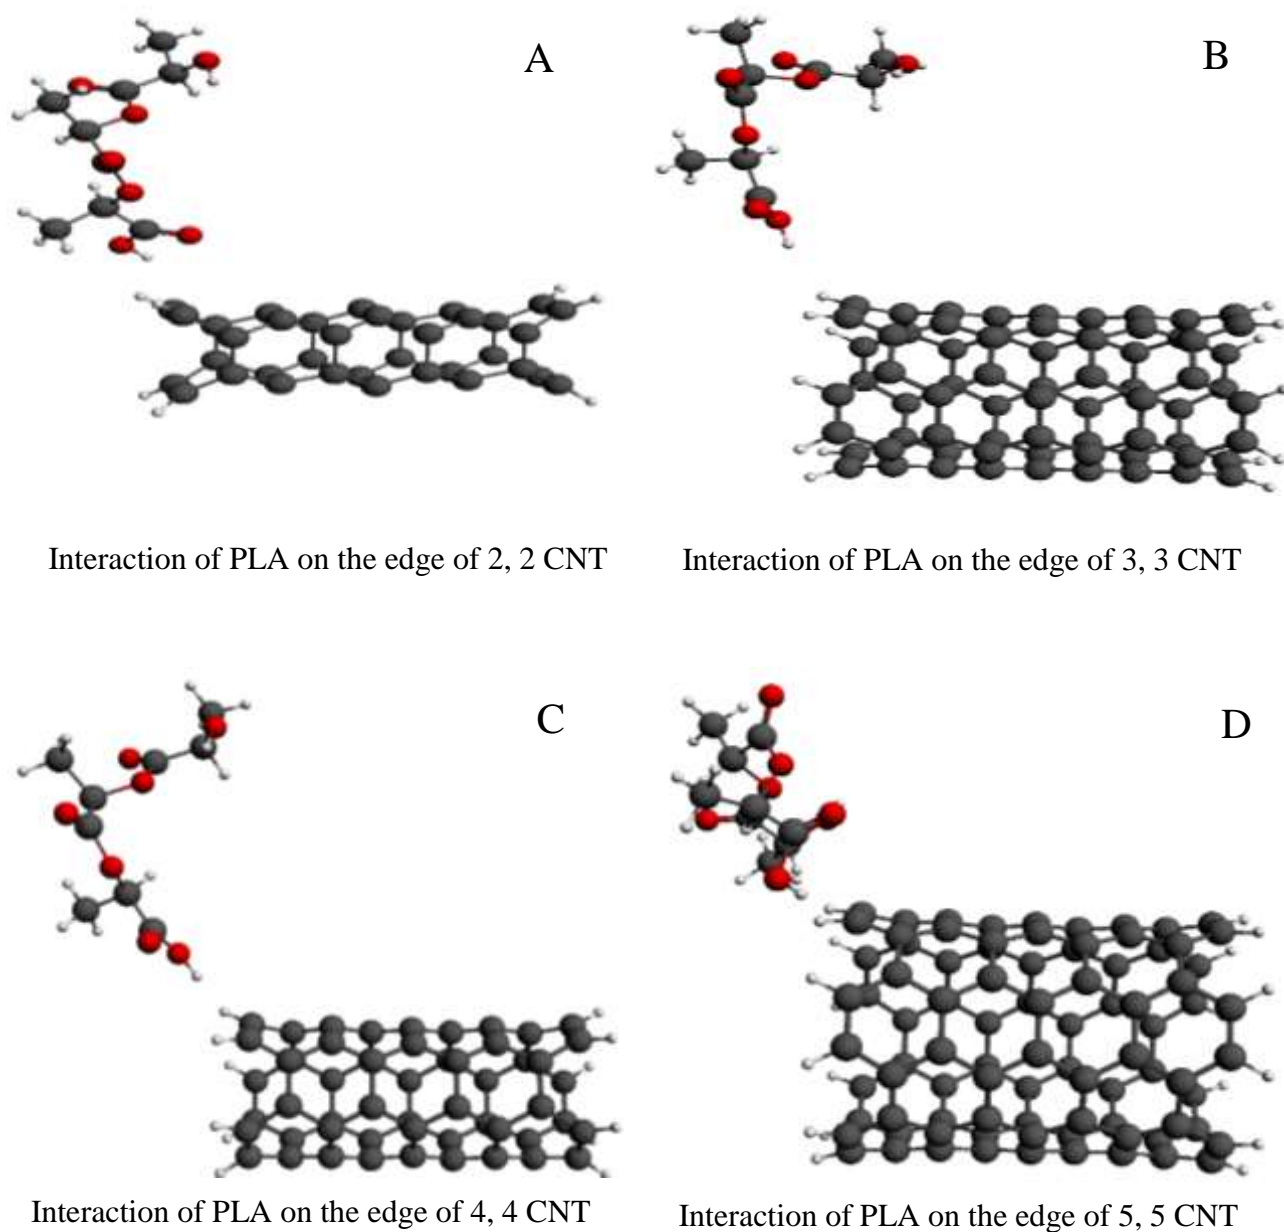 A
B
Interaction of PLA on the edge of 2, 2 CNT
Interaction of PLA on the edge of 3, 3 CNT
C
D
Interaction of PLA on the edge of 4, 4 CNT
Interaction of PLA on the edge of 5, 5 CNT